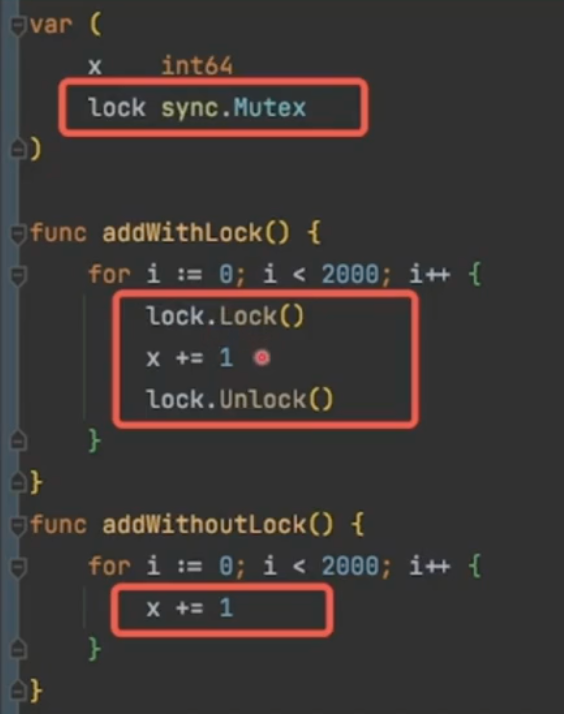 var (
    x    int64
    lock sync.Mutex
)
func addWithLock() {
    for i := 0; i < 2000; i++ {
        lock.Lock()
        x += 1
        lock.Unlock()
    }
}
func addWithoutLock() {
    for i := 0; i < 2000; i++ {
        x += 1
    }
}